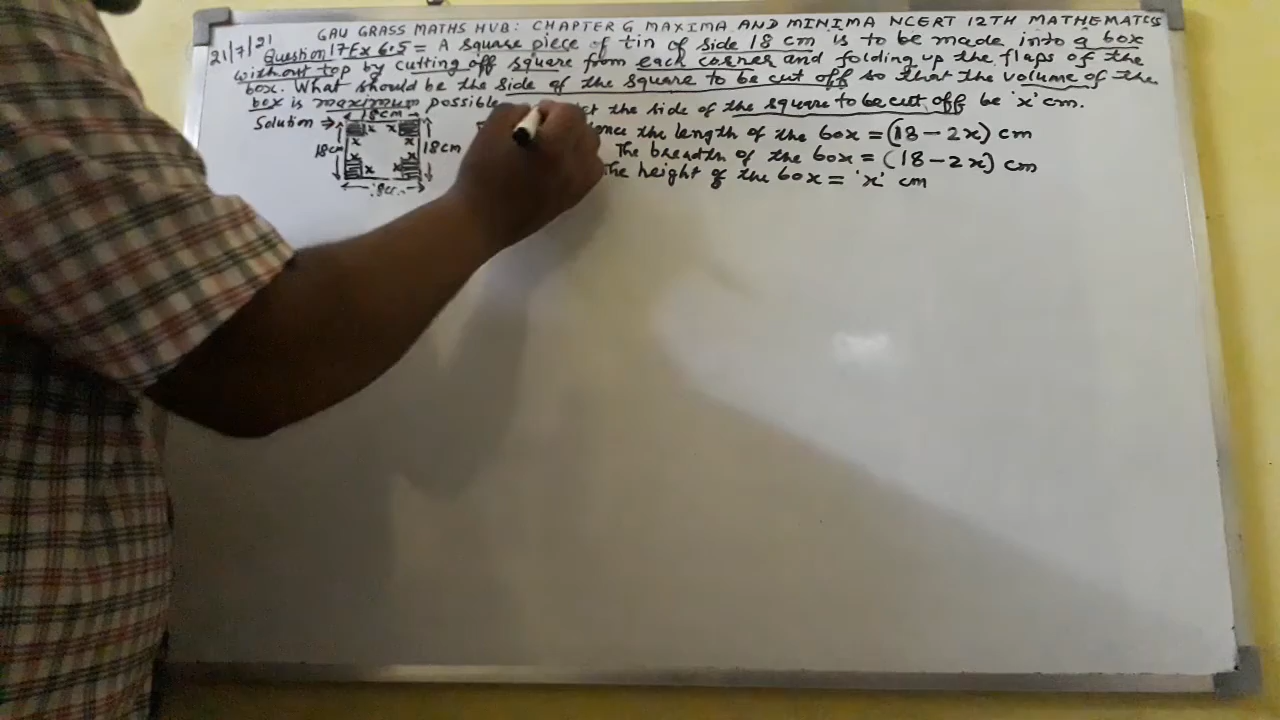 GAU GRASS MATHS HUB: CHAPTER 6 MAXIMA AND MINIMA NCERT 12TH MATHEMATICS
21/7/21 Question 17 Ex 6.5 = A square piece of tin of side 18 cm is to be made into a box
without top by cutting off square from each corner and folding up the flaps of the
box. What should be the side of the square to be cut off so that the volume of the
box is maximum possible
the side of the square to be cut off be 'x' cm.
Solution →
18cm
x x
the length of the box = (18-2x) cm
x x
18cm
18cm
The breadth of the box = (18-2x) cm
x x
x x
the height of the box = 'x' cm